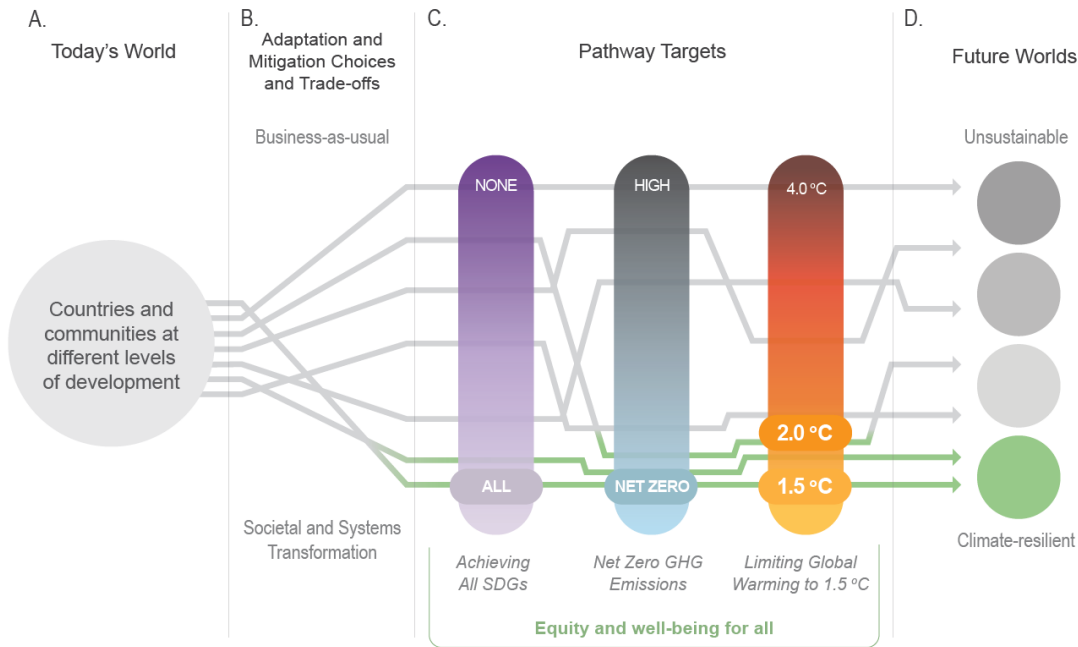 A.
Today's World
B.
Adaptation and
Mitigation Choices
and Trade-offs
C.
Pathway Targets
D.
Future Worlds
Business-as-usual
Unsustainable
NONE
HIGH
4.0 °C
Countries and
communities at
different levels
of development
2.0 °C
ALL
NET ZERO
1.5 °C
Societal and Systems
Transformation
Climate-resilient
Achieving
All SDGs
Net Zero GHG
Emissions
Limiting Global
Warming to 1.5 °C
Equity and well-being for all